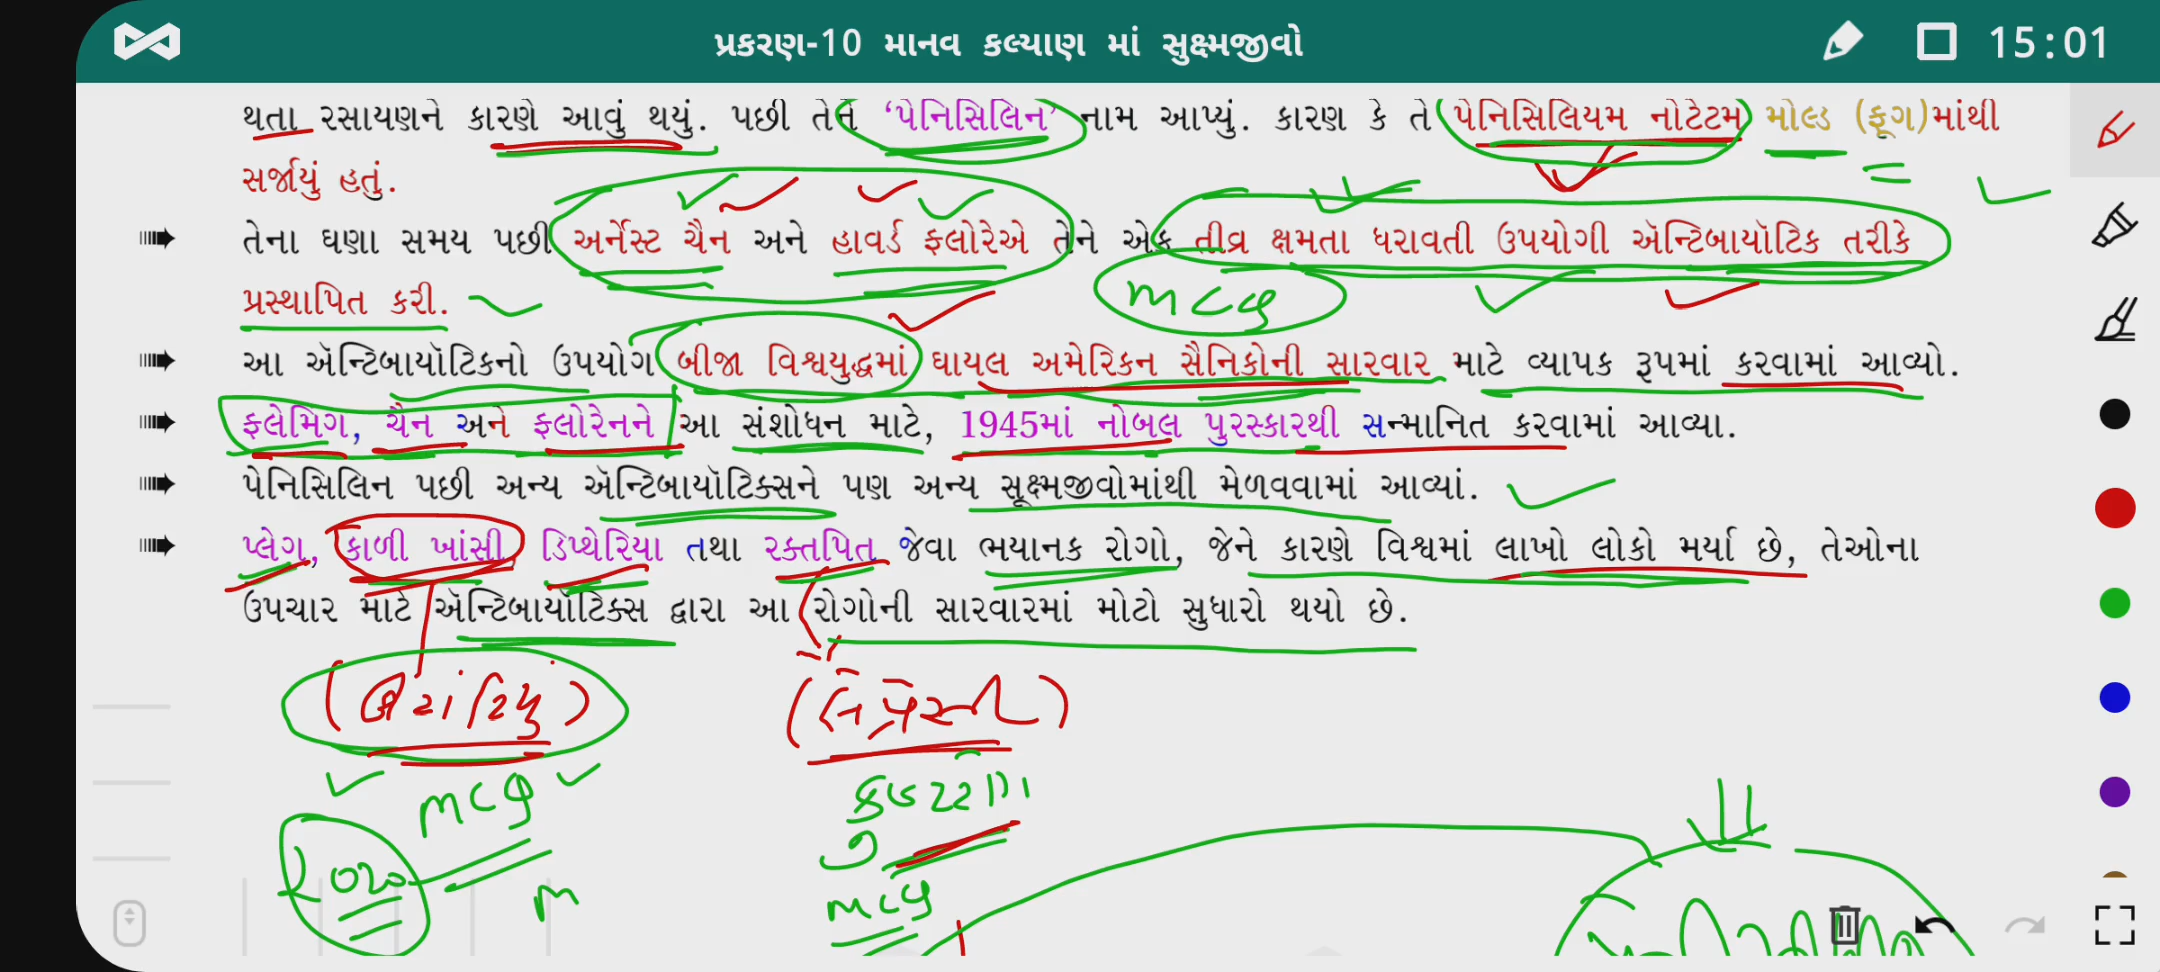 પ્રકરણ-10 માનવ કલ્યાણ માં સુક્ષ્મજીવો
15:01
થતા રસાયણને કારણે આવું થયું. પછી તેને ‘પેનિસિલિન’ નામ આપ્યું. કારણ કે તે પેનિસિલિયમ નોટેટમ મોલ્ડ (ફૂગ)માંથી
સર્જાયું હતું.
તેના ઘણા સમય પછી અર્નેસ્ટ ચૈન અને હાવર્ડ ફ્લોરેએ તેને એક તીવ્ર ક્ષમતા ધરાવતી ઉપયોગી ઍન્ટિબાયૉટિક તરીકે
પ્રસ્થાપિત કરી.
mcq
આ ઍન્ટિબાયૉટિકનો ઉપયોગ બીજા વિશ્વયુદ્ધમાં ઘાયલ અમેરિકન સૈનિકોની સારવાર માટે વ્યાપક રૂપમાં કરવામાં આવ્યો.
ફ્લેમિગ, ચૈન અને ફ્લોરેનને આ સંશોધન માટે, 1945માં નોબલ પુરસ્કારથી સન્માનિત કરવામાં આવ્યા.
પેનિસિલિન પછી અન્ય ઍન્ટિબાયૉટિક્સને પણ અન્ય સૂક્ષ્મજીવોમાંથી મેળવવામાં આવ્યાં.
પ્લેગ, કાળી ખાંસી, ડિપ્થેરિયા તથા રક્તપિત જેવા ભયાનક રોગો, જેને કારણે વિશ્વમાં લાખો લોકો મર્યા છે, તેઓના
ઉપચાર માટે ઍન્ટિબાયૉટિક્સ દ્વારા આ રોગોની સારવારમાં મોટો સુધારો થયો છે.
mcq
mcq